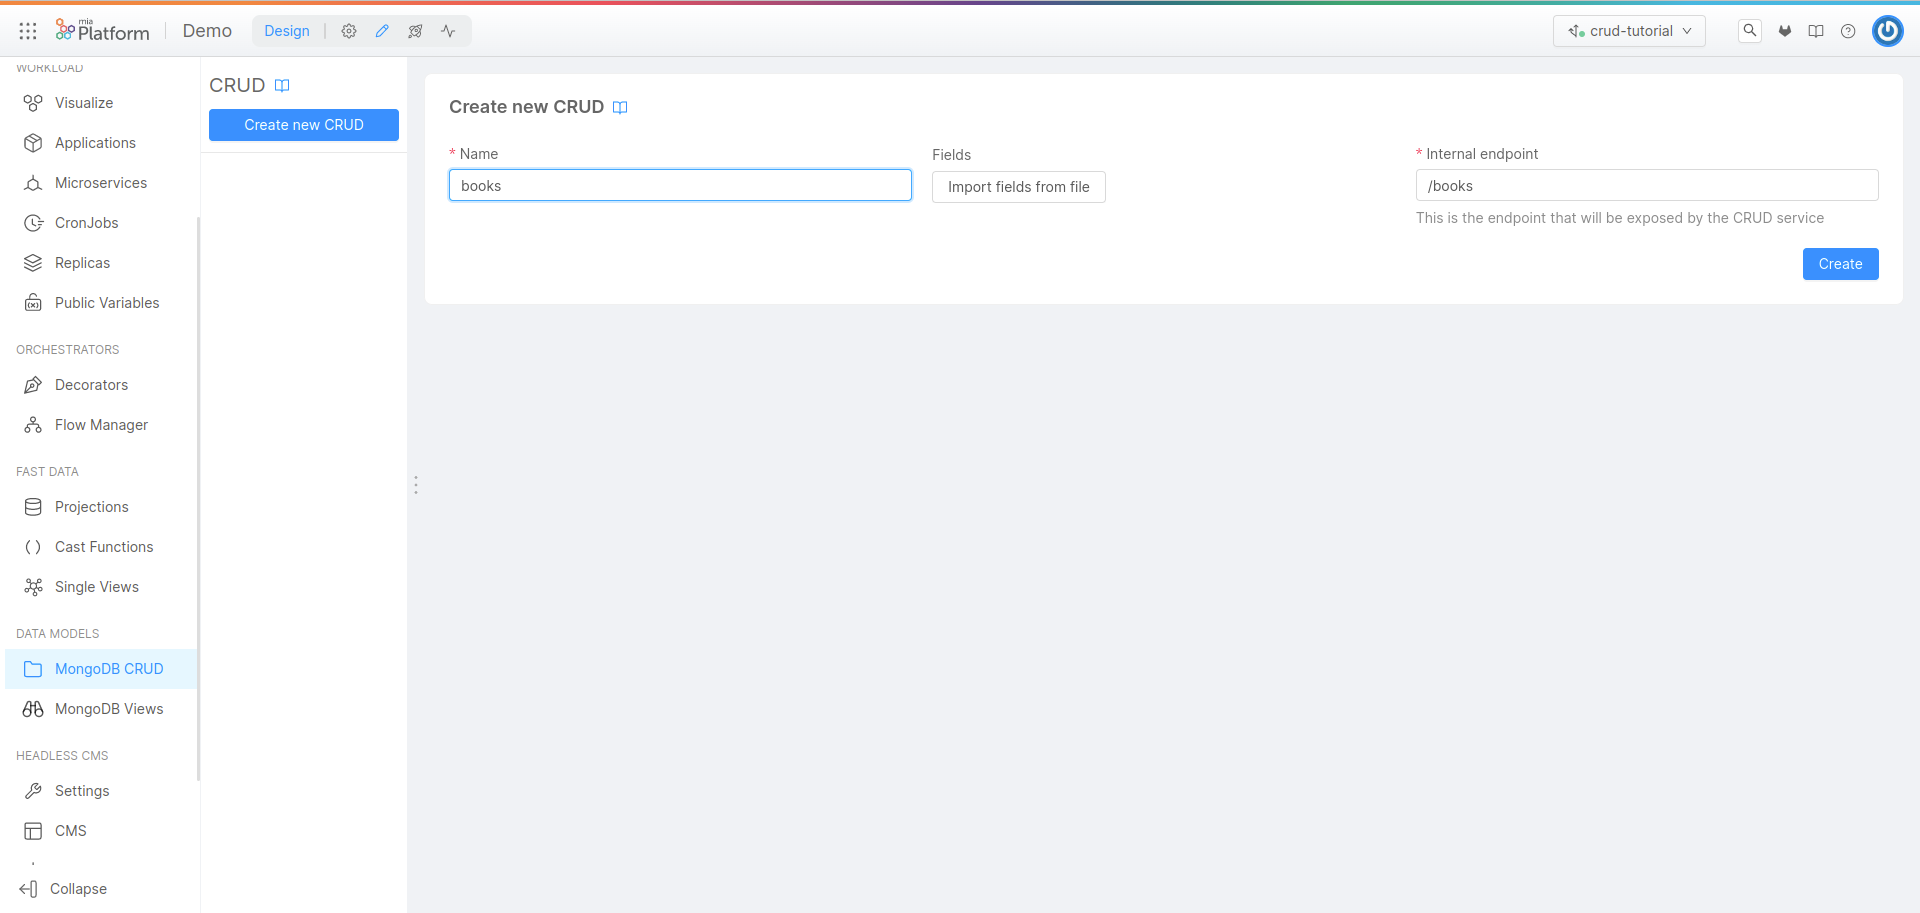 mia
Platform
Demo
Design
crud-tutorial
WORKLOAD
Visualize
Applications
Microservices
CronJobs
Replicas
Public Variables
ORCHESTRATORS
Decorators
Flow Manager
FAST DATA
Projections
Cast Functions
Single Views
DATA MODELS
MongoDB CRUD
MongoDB Views
HEADLESS CMS
Settings
CMS
Collapse
CRUD
Create new CRUD
Create new CRUD
* Name
books
Fields
Import fields from file
* Internal endpoint
/books
This is the endpoint that will be exposed by the CRUD service
Create